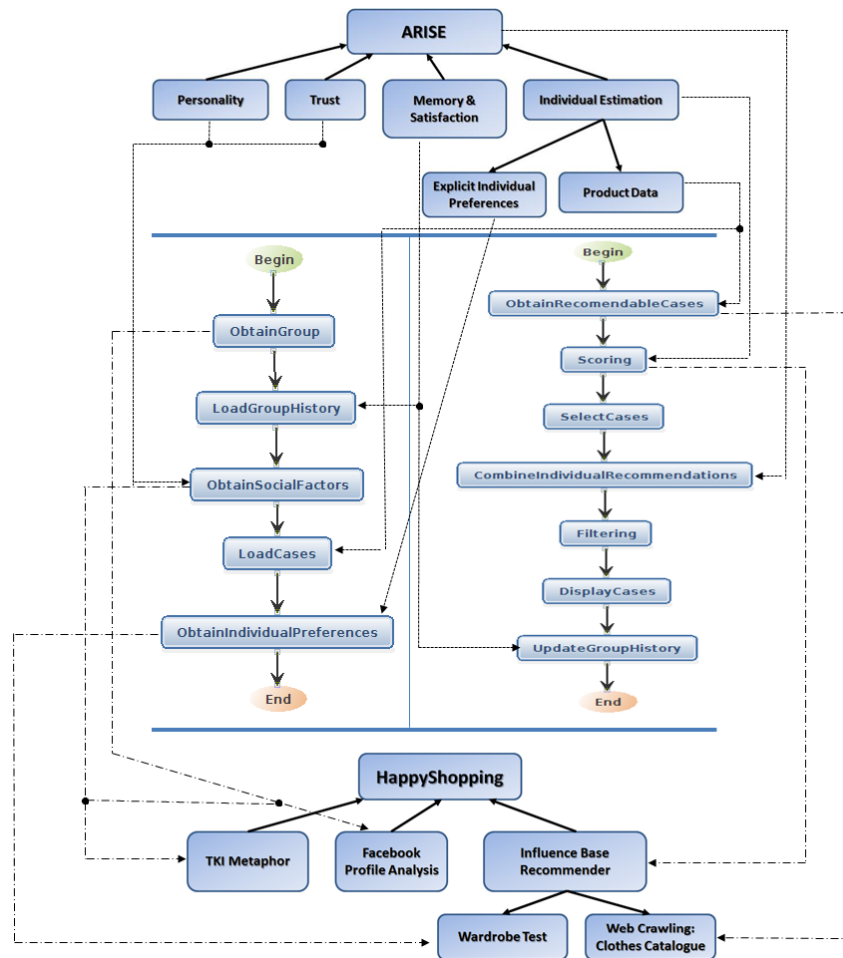 ARISE
Personality
Trust
Memory &
Satisfaction
Individual Estimation
Explicit Individual
Preferences
Product Data
Begin
ObtainGroup
LoadGroupHistory
ObtainSocialFactors
LoadCases
ObtainIndividualPreferences
End
Begin
ObtainRecomendableCases
Scoring
SelectCases
CombineIndividualRecommendations
Filtering
DisplayCases
UpdateGroupHistory
End
HappyShopping
TKI Metaphor
Facebook
Profile Analysis
Influence Base
Recommender
Wardrobe Test
Web Crawling:
Clothes Catalogue